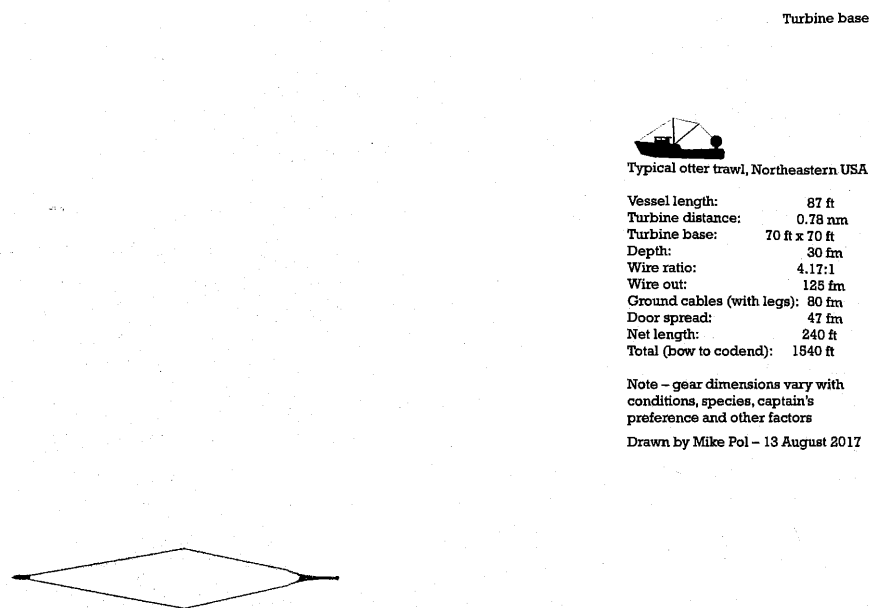 Turbine base
Typical otter trawl, Northeastern USA
Vessel length: 87 ft
Turbine distance: 0.78 nm
Turbine base: 70 ft x 70 ft
Depth: 30 fm
Wire ratio: 4.17:1
Wire out: 125 fm
Ground cables (with legs): 80 fm
Door spread: 47 fm
Net length: 240 ft
Total (bow to codend): 1540 ft
Note – gear dimensions vary with
conditions, species, captain's
preference and other factors
Drawn by Mike Pol – 13 August 2017